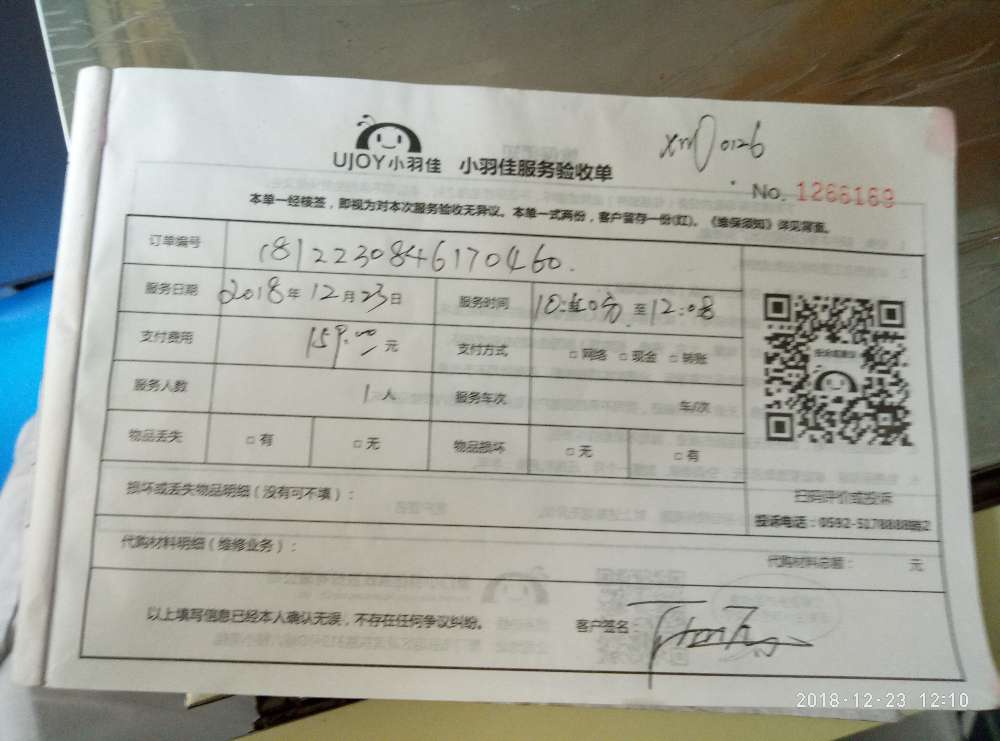 xm0126
UJOY小羽佳 小羽佳服务验收单
No. 1266169
本单一经核签，即视为对本次服务验收无异议。本单一式两份，客户留存一份(红)。《维保须知》详见背面。
订单编号 1812230846170460.
服务日期 2018年12月23日 服务时间 10:40分至12:08
支付费用 159.00元 支付方式 □网络 □现金 □转账
服务人数 1人 服务车次 车/次
物品丢失 □有 □无 物品损坏 □无 □有
损坏或丢失物品明细（没有可不填）：
扫码评价或投诉
投诉电话：0592-5178888转2
代购材料明细（维修业务）： 代购材料总额： 元
以上填写信息已经本人确认无误，不存在任何争议纠纷。 客户签名
2018-12-23 12:10